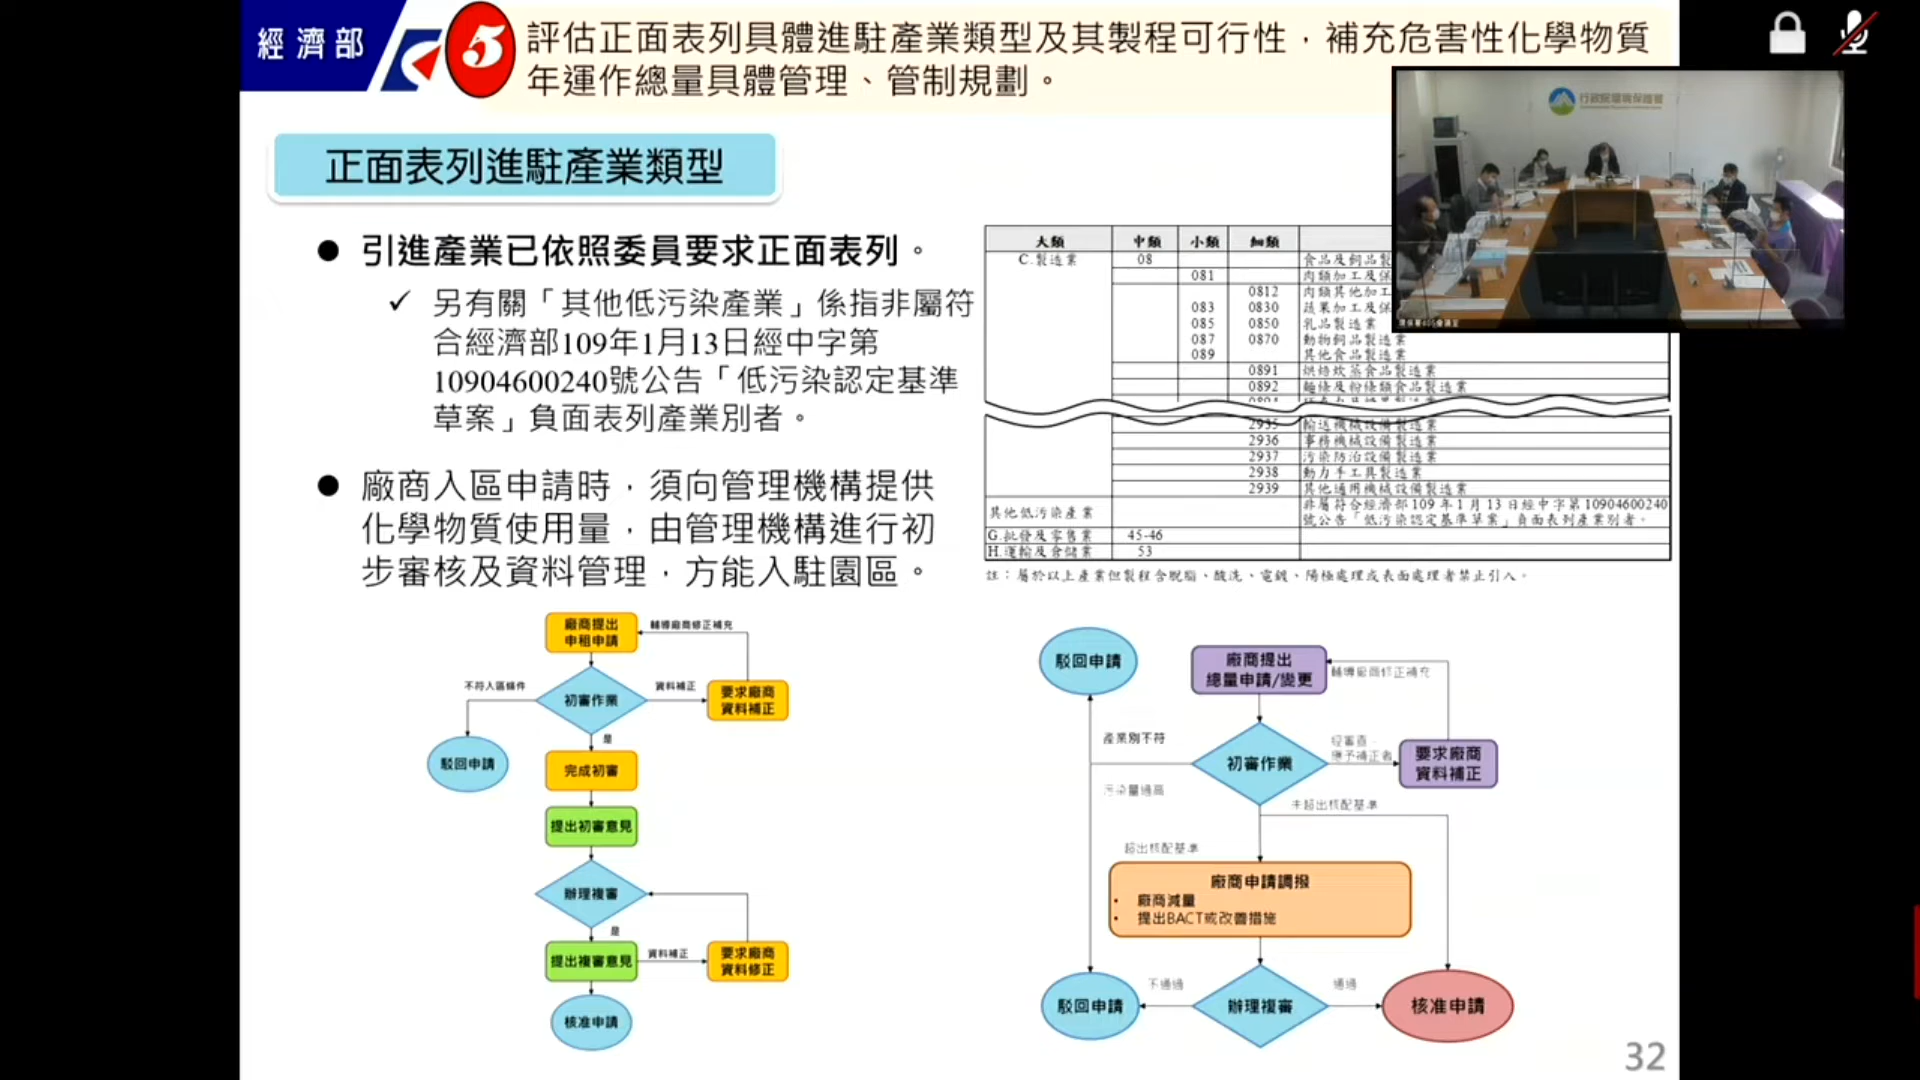 經濟部
5
評估正面表列具體進駐產業類型及其製程可行性，補充危害性化學物質
年運作總量具體管理、管制規劃。
行政院環境保護署
正面表列進駐產業類型
● 引進產業已依照委員要求正面表列。
✓ 另有關「其他低污染產業」係指非屬符
合經濟部109年1月13日經中字第
10904600240號公告「低污染認定基準
草案」負面表列產業別者。
● 廠商入區申請時，須向管理機構提供
化學物質使用量，由管理機構進行初
步審核及資料管理，方能入駐園區。
大類 中類 小類 細類
C.製造業 08 食品及飼品製
081 肉類加工及保
0812 肉類其他加工
083 0830 蔬果加工及保
085 0850 乳品製造業
087 0870 動物飼品製造業
089 其他食品製造業
0891 烘焙炊蒸食品製造業
0892 麵條及粉條類食品製造業
2935 輸送機械設備製造業
2936 事務機械設備製造業
2937 污染防治設備製造業
2938 動力手工具製造業
2939 其他通用機械設備製造業
其他低污染產業 非屬符合經濟部109年1月13日經中字第10904600240
號公告「低污染認定基準草案」負面表列產業別者。
G.批發及零售業 45-46
H.運輸及倉儲業 53
註：屬於以上產業但製程含脫脂、酸洗、電鍍、陽極處理或表面處理者禁止引入。
廠商提出
申租申請
輔導廠商修正補充
不符入區條件
初審作業
資料補正
要求廠商
資料補正
是
駁回申請
完成初審
提出初審意見
辦理複審
是
提出複審意見
資料補正
要求廠商
資料修正
核准申請
駁回申請
廠商提出
總量申請/變更
輔導廠商修正補充
產業別不符
初審作業
經審查，
應予補正者
要求廠商
資料補正
污染量過高
未超出核配基準
超出核配基準
廠商申請調撥
• 廠商減量
• 提出BACT或改善措施
駁回申請
不通過
辦理複審
通過
核准申請
32